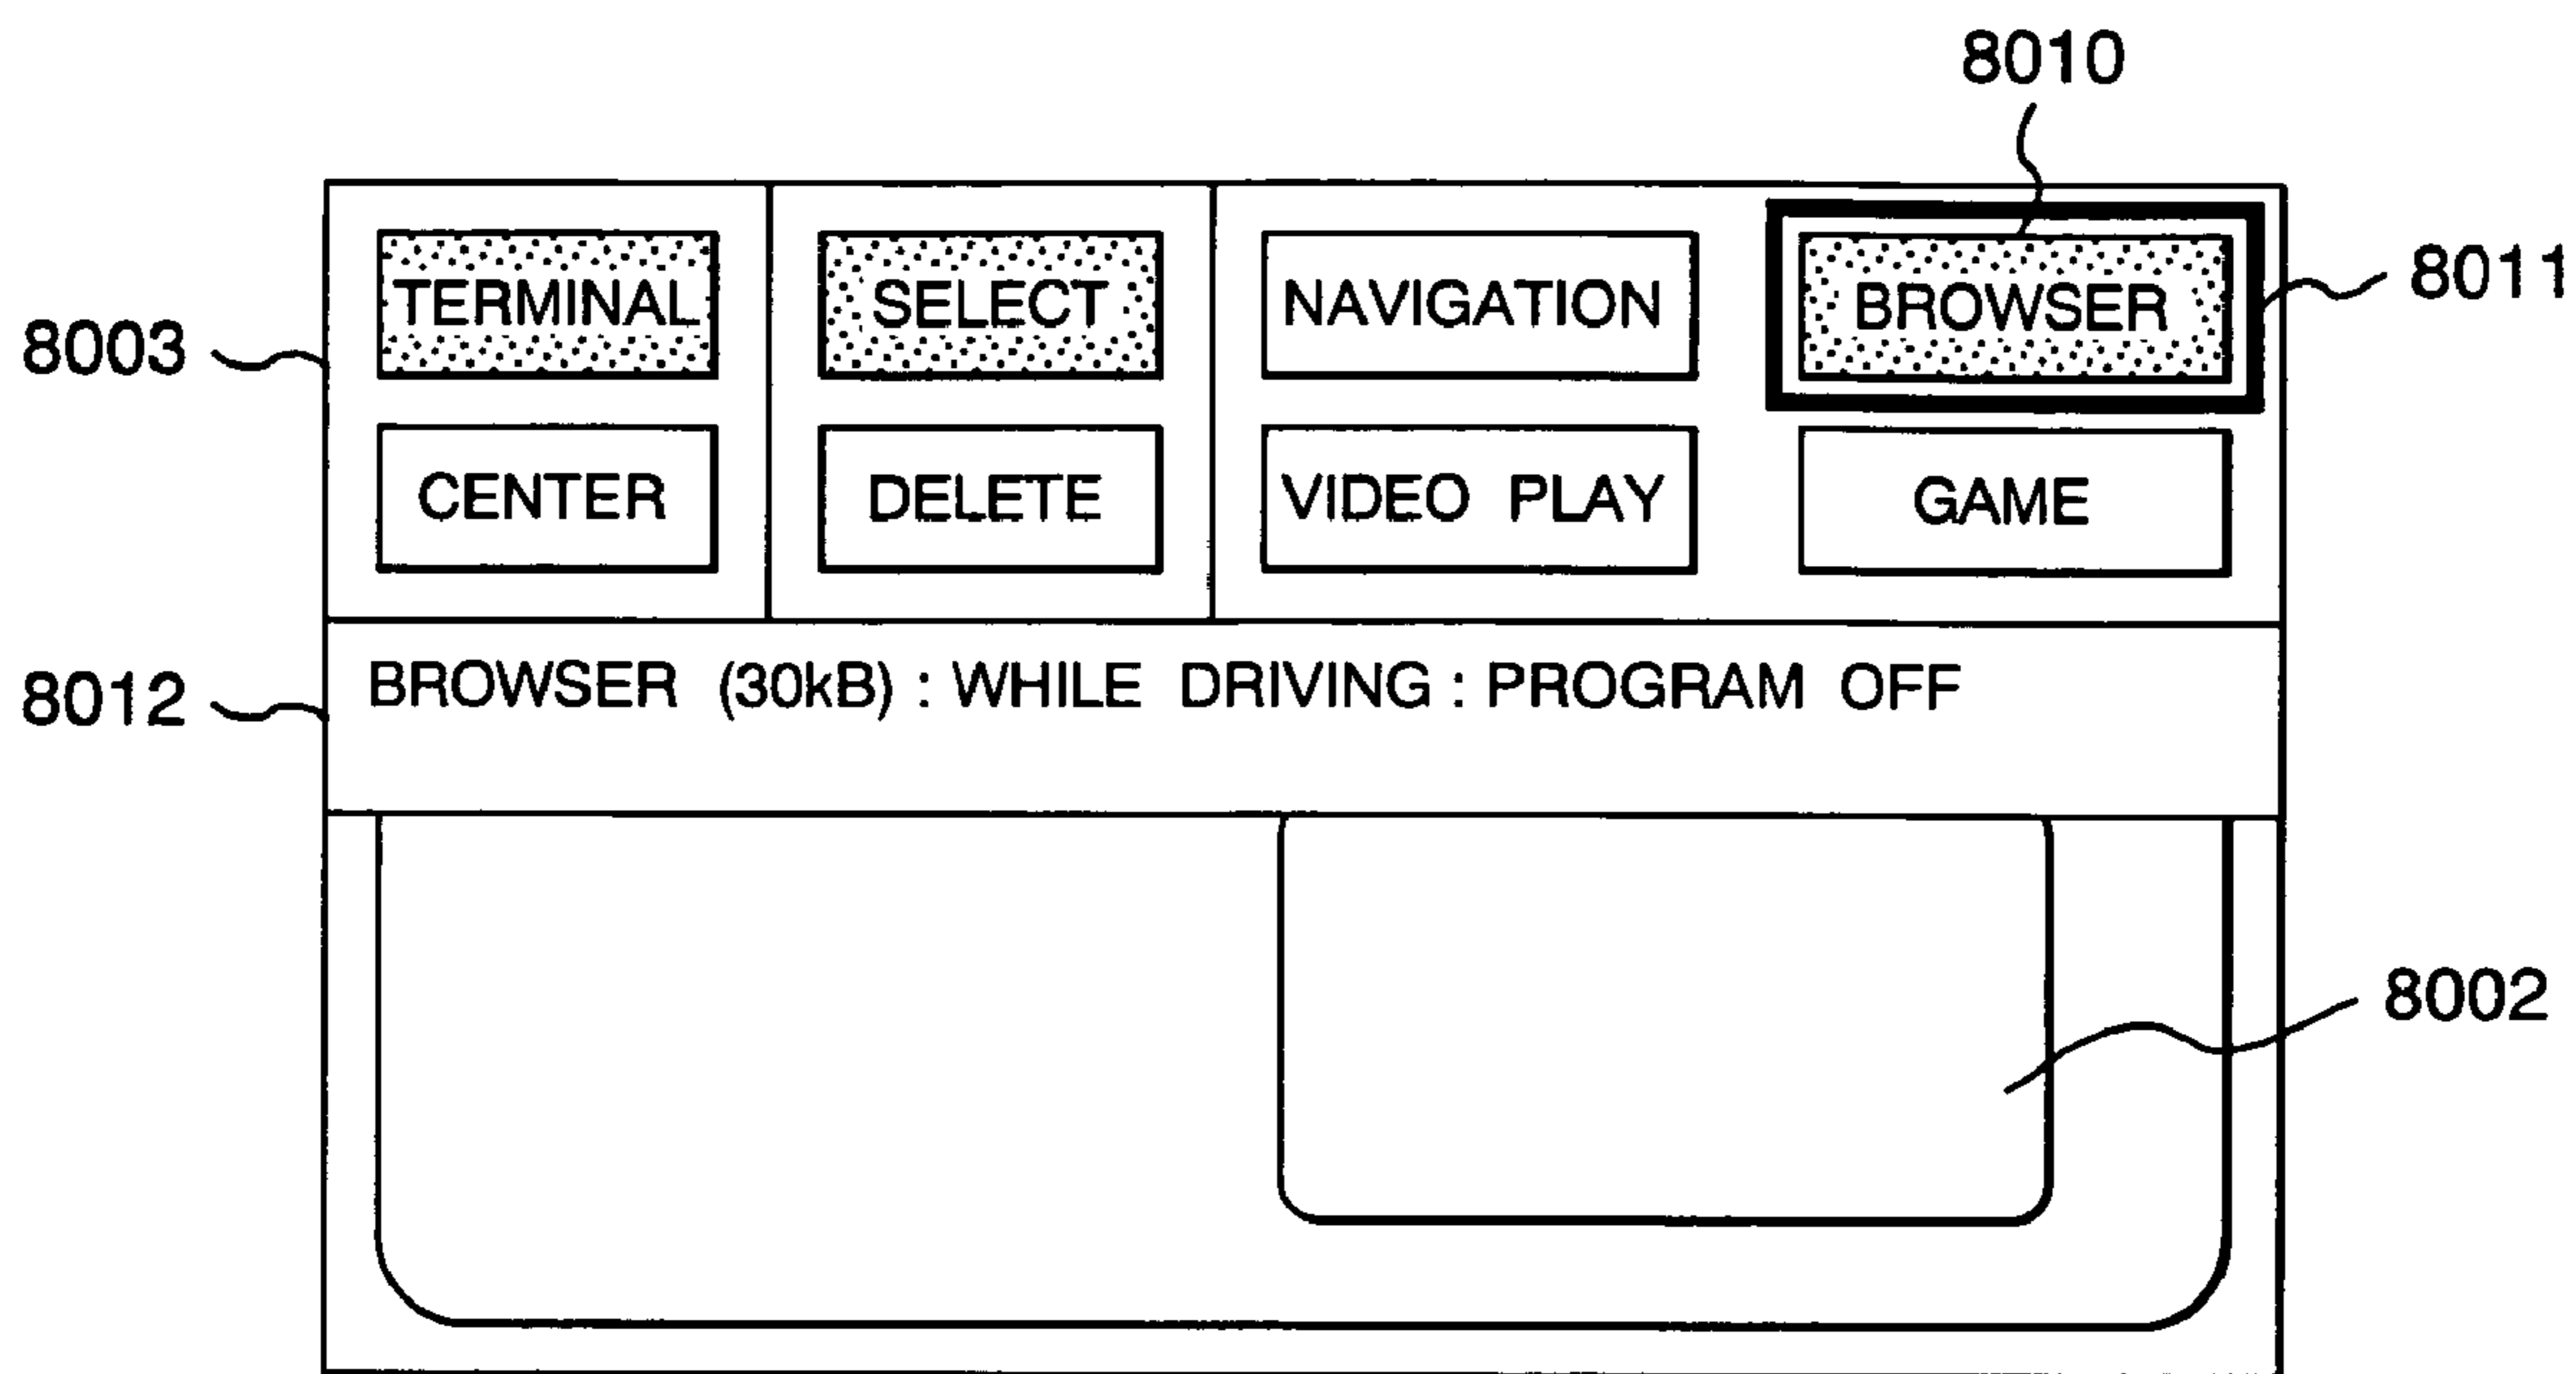 8010
TERMINAL SELECT NAVIGATION BROWSER
8011
8003
CENTER DELETE VIDEO PLAY GAME
8012
BROWSER (30kB) : WHILE DRIVING : PROGRAM OFF
8002